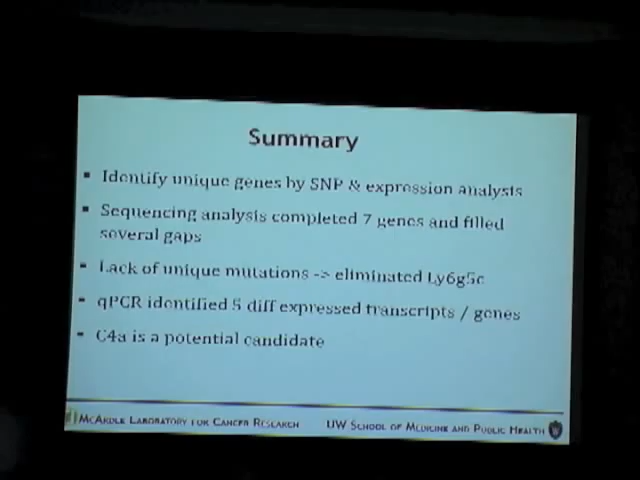 Summary
▪ Identify unique genes by SNP & expression analysis
▪ Sequencing analysis completed 7 genes and filled
several gaps
▪ Lack of unique mutations -> eliminated Ly6g5c
▪ qPCR identified 5 diff expressed transcripts / genes
▪ C4a is a potential candidate
McArdle Laboratory for Cancer Research UW School of Medicine and Public Health